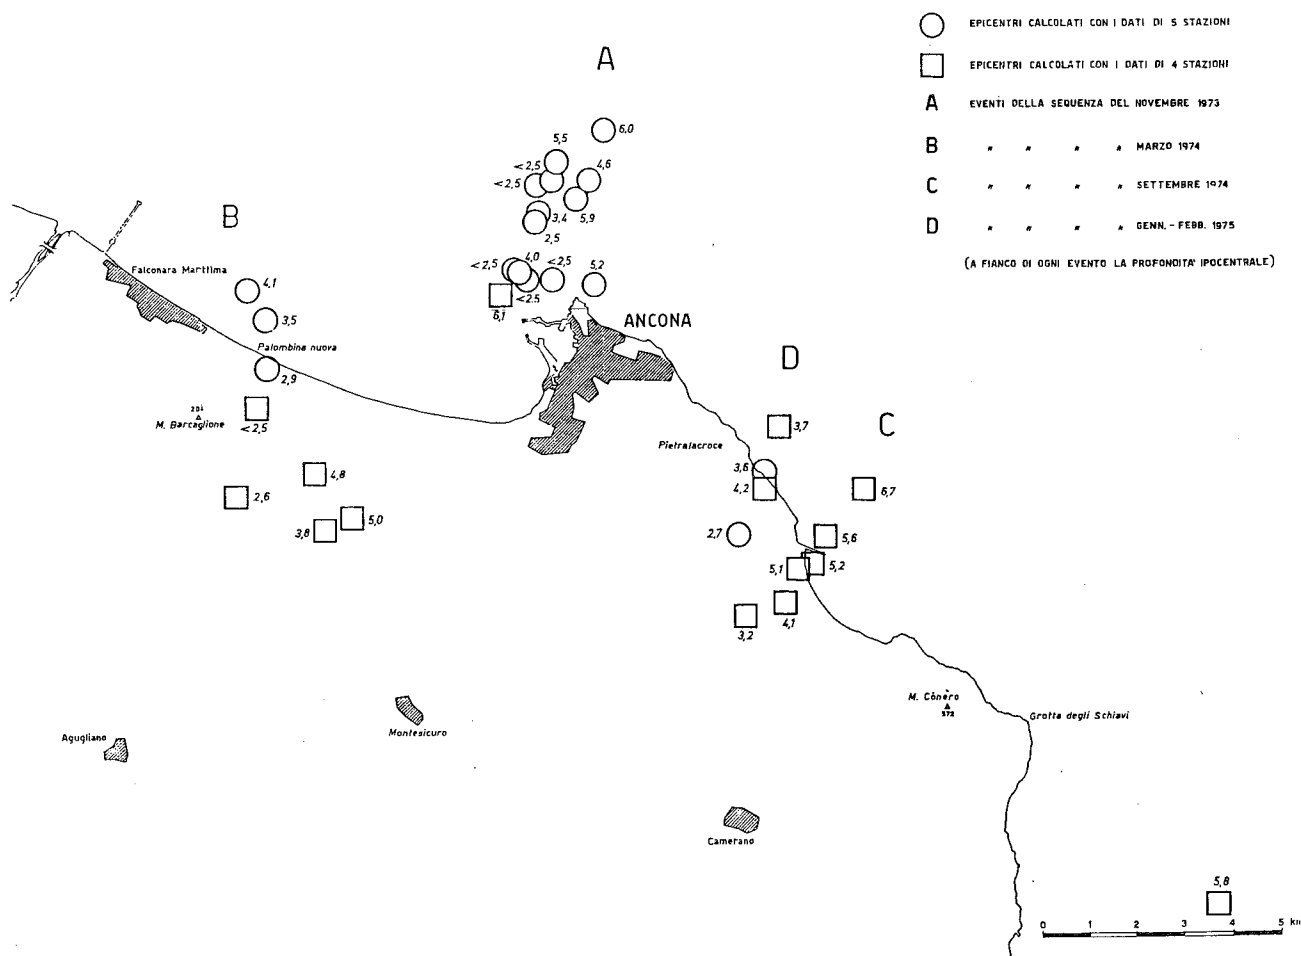 EPICENTRI CALCOLATI CON I DATI DI 5 STAZIONI
EPICENTRI CALCOLATI CON I DATI DI 4 STAZIONI
A EVENTI DELLA SEQUENZA DEL NOVEMBRE 1973
B " " " " MARZO 1974
C " " " " SETTEMBRE 1974
D " " " " GENN.-FEBB. 1975
(A FIANCO DI OGNI EVENTO LA PROFONDITA' IPOCENTRALE)
A
6,0
5,5
<2,5
4,6
<2,5
5,9
3,4
2,5
B
<2,5
4,0
<2,5
5,2
<2,5
6,1
Falconara Marittima
4,1
3,5
ANCONA
Palombina nuova
2,9
D
201
M. Barcaglione
<2,5
3,7
C
Pietralacroce
3,6
4,2
6,7
4,8
2,6
5,0
3,8
2,7
5,6
5,1
5,2
4,1
3,2
M. Cònero
572
Grotta degli Schiavi
Montesicuro
Agugliano
Camerano
5,8
0 1 2 3 4 5 km